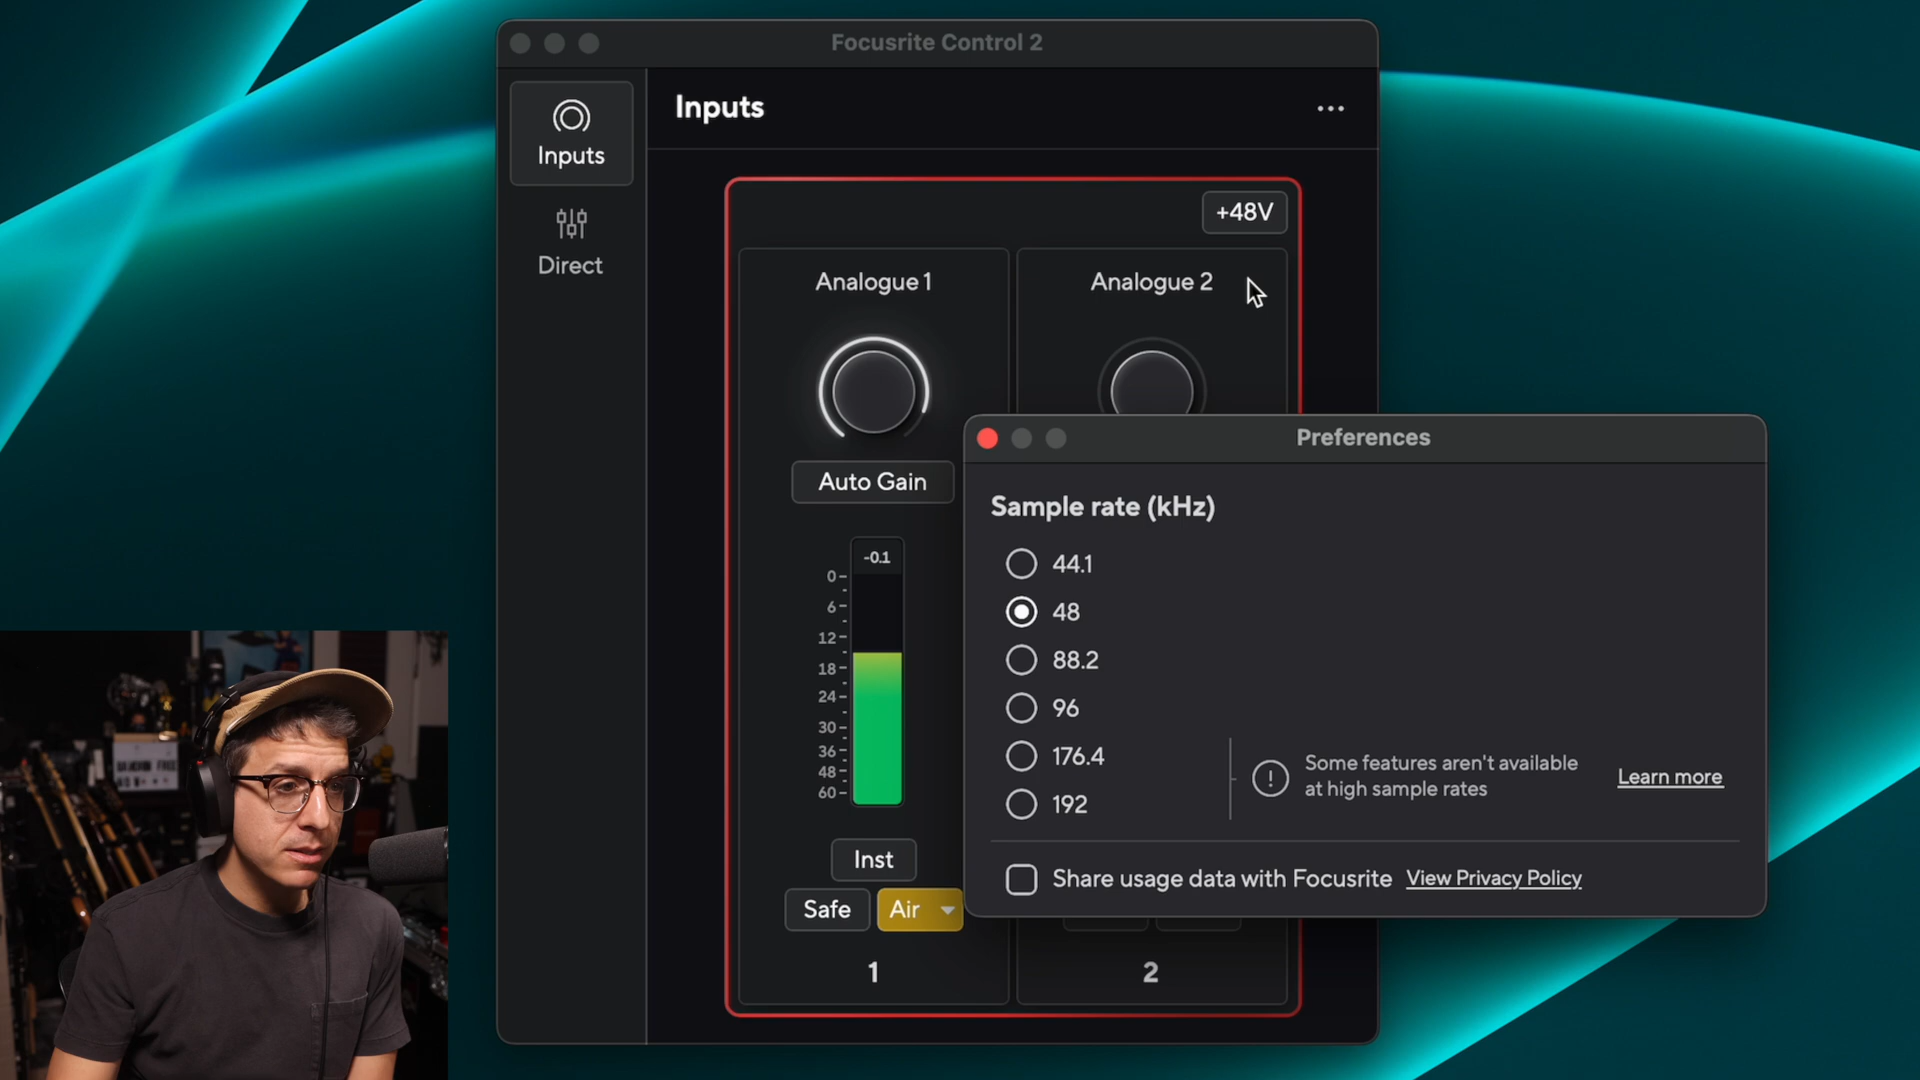 Focusrite Control 2
Inputs
Direct
Inputs
...
+48V
Analogue 1
Analogue 2
Auto Gain
-0.1
0
6
12
18
24
30
36
48
60
Inst
Safe
Air
1
2
Preferences
Sample rate (kHz)
44.1
48
88.2
96
176.4
192
Some features aren't available
at high sample rates
Learn more
Share usage data with Focusrite
View Privacy Policy